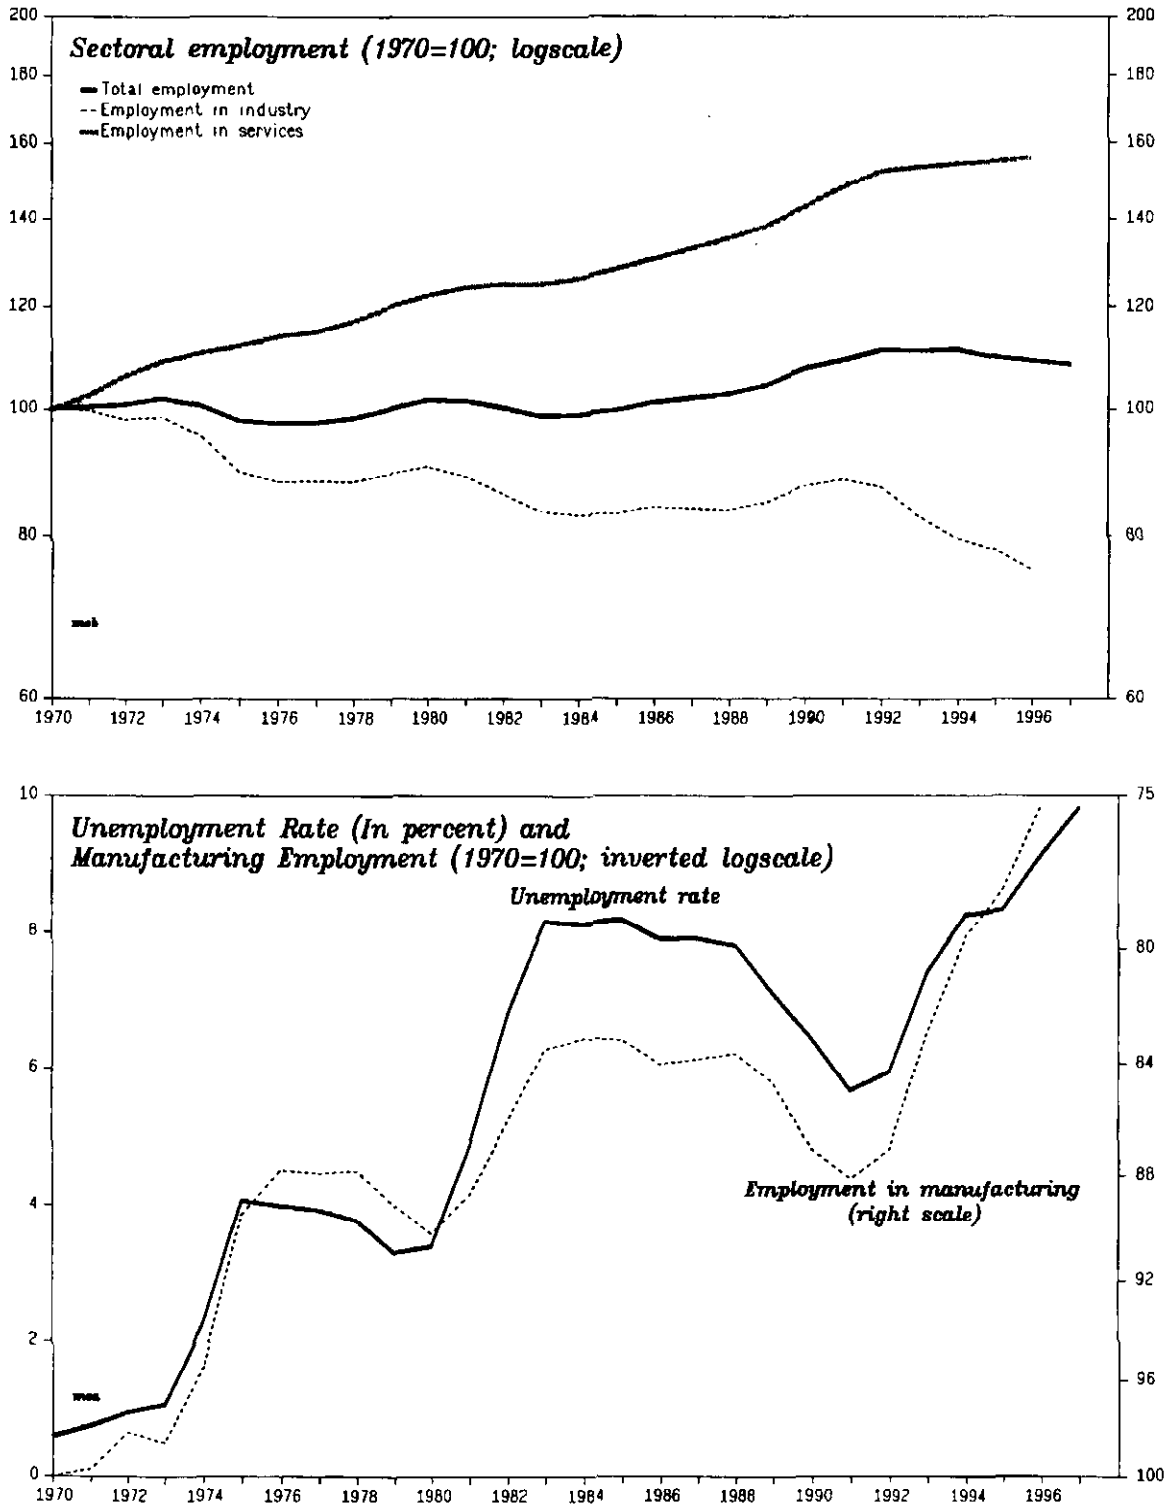 Sectoral employment (1970=100; logscale)
Total employment
Employment in industry
Employment in services
200
180
160
140
120
100
80
60
200
180
160
140
120
100
80
60
1970 1972 1974 1976 1978 1980 1982 1984 1986 1988 1990 1992 1994 1996
Unemployment Rate (In percent) and
Manufacturing Employment (1970=100; inverted logscale)
Unemployment rate
Employment in manufacturing
(right scale)
10
8
6
4
2
0
75
80
84
88
92
96
100
1970 1972 1974 1976 1978 1980 1982 1984 1986 1988 1990 1992 1994 1996